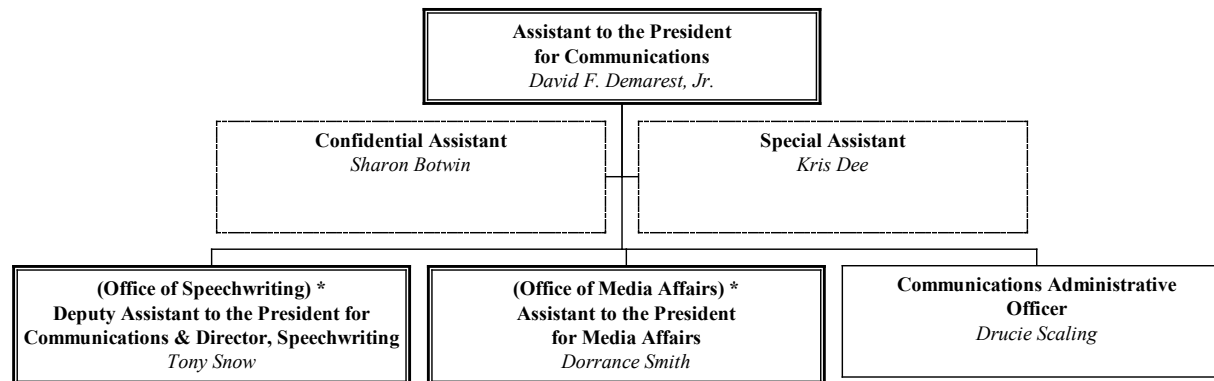 Assistant to the President
for Communications
David F. Demarest, Jr.
Confidential Assistant
Sharon Botwin
Special Assistant
Kris Dee
(Office of Speechwriting) *
Deputy Assistant to the President for
Communications & Director, Speechwriting
Tony Snow
(Office of Media Affairs) *
Assistant to the President
for Media Affairs
Dorrance Smith
Communications Administrative
Officer
Drucie Scaling